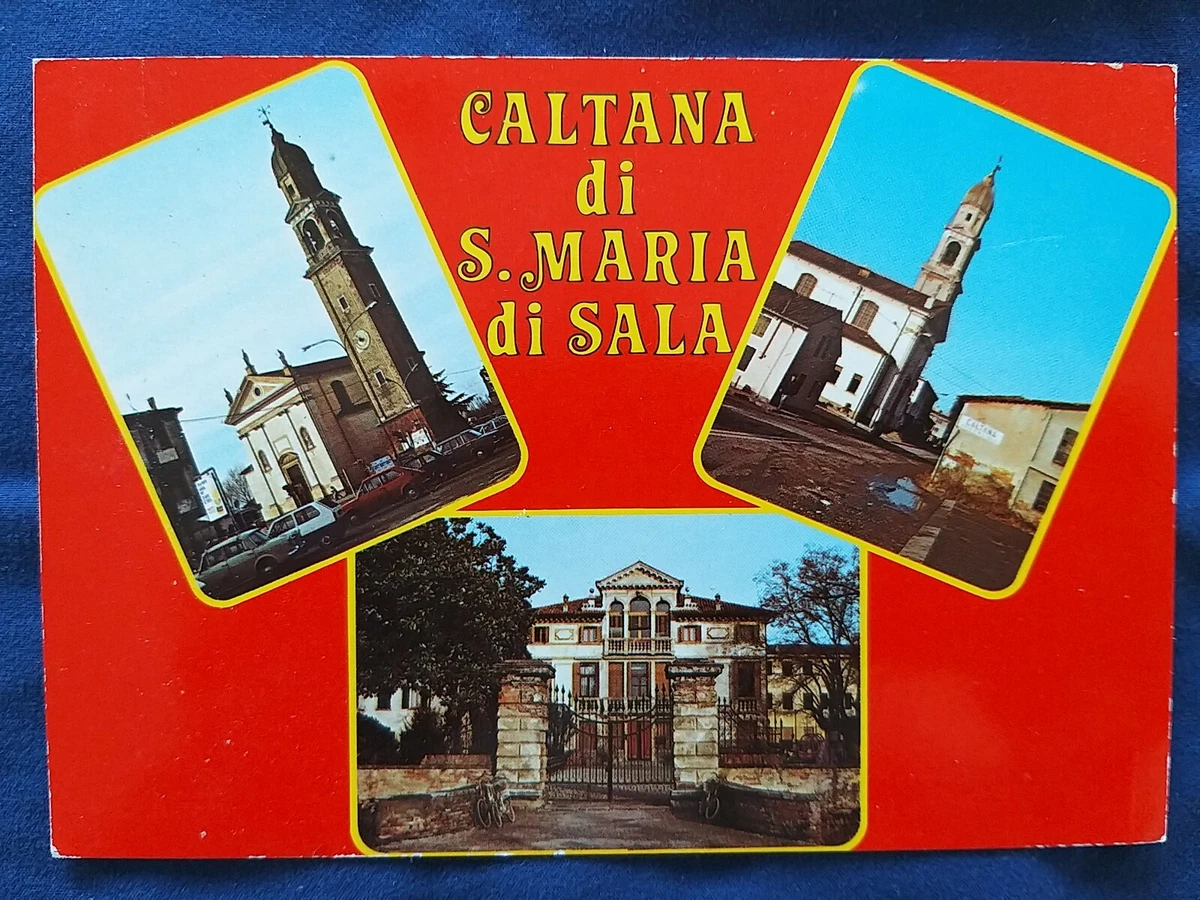 CALTANA
di
S. MARIA
di SALA
CALTANA